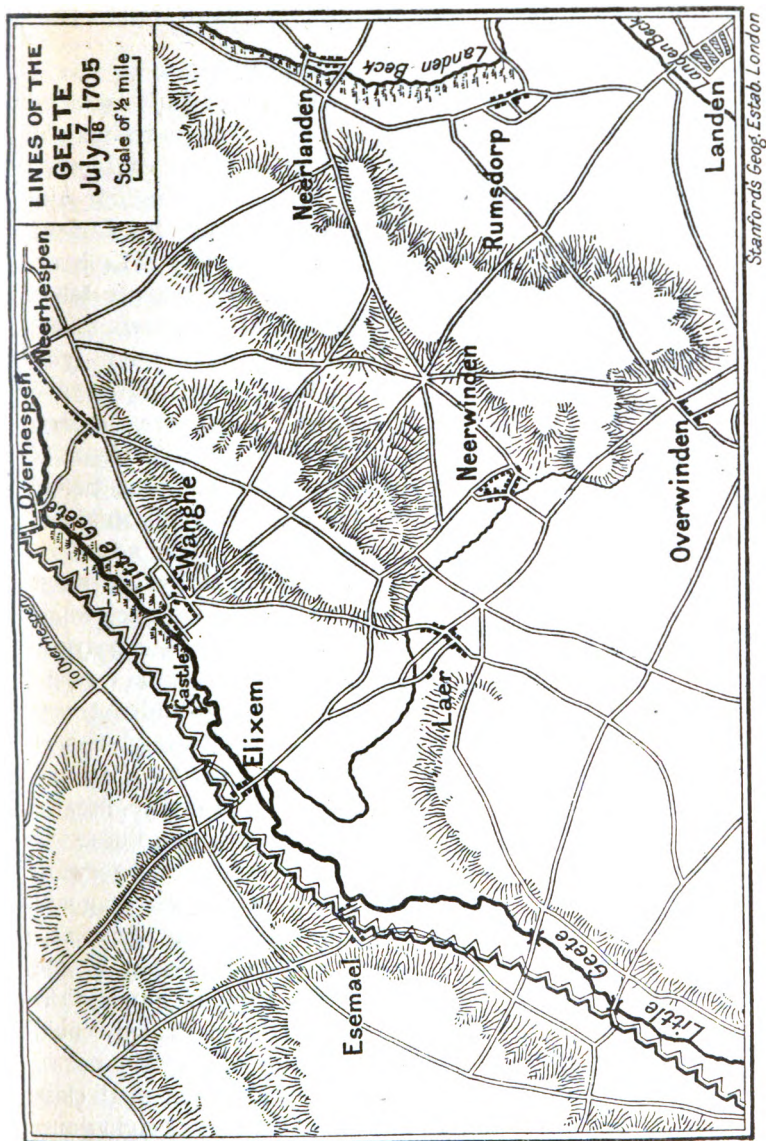 LINES OF THE
GEETE
July 7/18 1705
Scale of ½ mile
Overhespen
Neerhespen
To Overhespen
Little Geete
Wanghe
Castle
Elixem
Esemael
Laer
Little Geete
Neerwinden
Overwinden
Neerlanden
Landen Beck
Rumsdorp
Landen Beck
Landen
Stanford's Geog. Estab. London